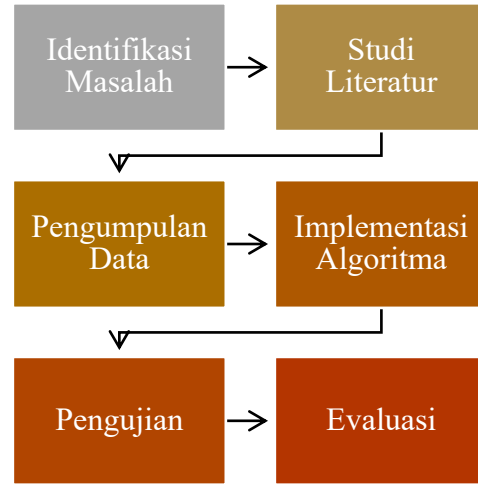 Identifikasi
Masalah
Studi
Literatur
Pengumpulan
Data
Implementasi
Algoritma
Pengujian
Evaluasi